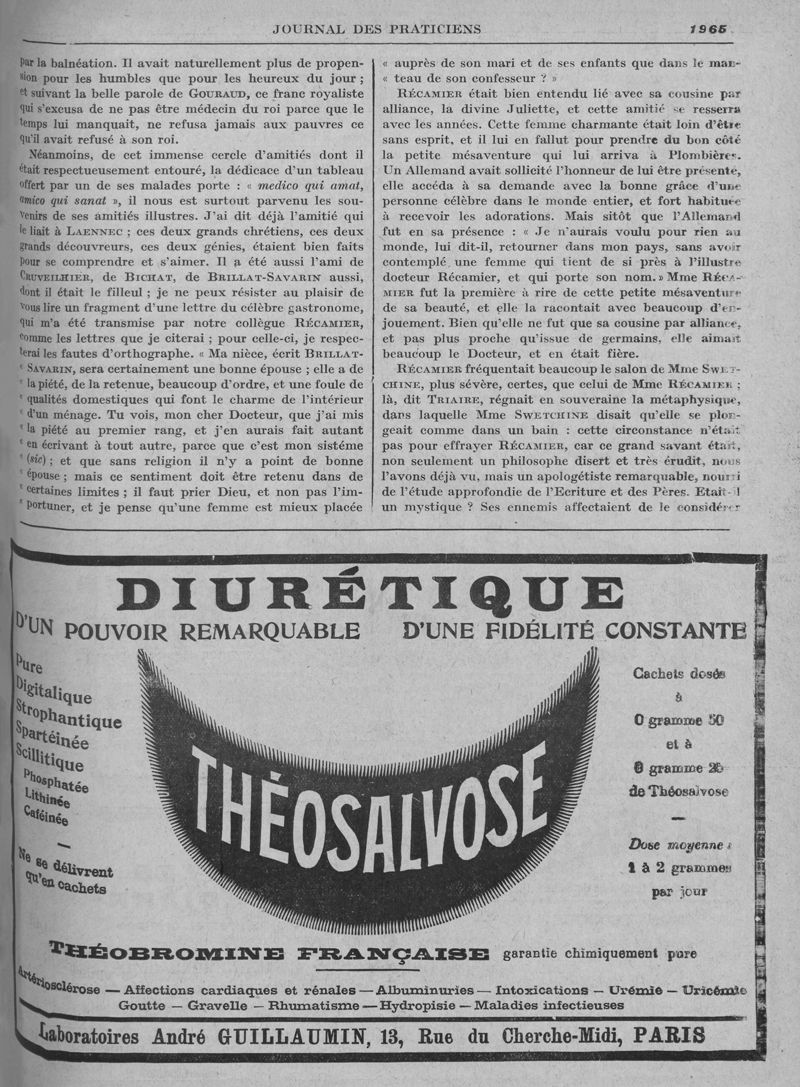 JOURNAL DES PRATICIENS
1965
par la balnéation. Il avait naturellement plus de propen-
sion pour les humbles que pour les heureux du jour ;
et suivant la belle parole de GOURAUD, ce franc royaliste
qui s'excusa de ne pas être médecin du roi parce que le
temps lui manquait, ne refusa jamais aux pauvres ce
qu'il avait refusé à son roi.
Néanmoins, de cet immense cercle d'amitiés dont il
était respectueusement entouré, la dédicace d'un tableau
offert par un de ses malades porte : « medico qui amat,
amico qui sanat », il nous est surtout parvenu les sou-
venirs de ses amitiés illustres. J'ai dit déjà l'amitié qui
le liait à LAENNEC ; ces deux grands chrétiens, ces deux
grands découvreurs, ces deux génies, étaient bien faits
pour se comprendre et s'aimer. Il a été aussi l'ami de
CRUVEILHIER, de BICHAT, de BRILLAT-SAVARIN aussi,
dont il était le filleul ; je ne peux résister au plaisir de
vous lire un fragment d'une lettre du célèbre gastronome,
qui m'a été transmise par notre collègue RÉCAMIER,
comme les lettres que je citerai ; pour celle-ci, je respec-
terai les fautes d'orthographe. « Ma nièce, écrit BRILLAT-
« SAVARIN, sera certainement une bonne épouse ; elle a de
« la piété, de la retenue, beaucoup d'ordre, et une foule de
« qualités domestiques qui font le charme de l'intérieur
« d'un ménage. Tu vois, mon cher Docteur, que j'ai mis
« la piété au premier rang, et j'en aurais fait autant
« en écrivant à tout autre, parce que c'est mon sistéme
« (sic) ; et que sans religion il n'y a point de bonne
« épouse ; mais ce sentiment doit être retenu dans de
« certaines limites ; il faut prier Dieu, et non pas l'im-
« portuner, et je pense qu'une femme est mieux placée
« auprès de son mari et de ses enfants que dans le man-
« teau de son confesseur ? »
RÉCAMIER était bien entendu lié avec sa cousine par
alliance, la divine Juliette, et cette amitié se resserra
avec les années. Cette femme charmante était loin d'être
sans esprit, et il lui en fallut pour prendre du bon côté
la petite mésaventure qui lui arriva à Plombières.
Un Allemand avait sollicité l'honneur de lui être présenté,
elle accéda à sa demande avec la bonne grâce d'une
personne célèbre dans le monde entier, et fort habituée
à recevoir les adorations. Mais sitôt que l'Allemand
fut en sa présence : « Je n'aurais voulu pour rien au
monde, lui dit-il, retourner dans mon pays, sans avoir
contemplé une femme qui tient de si près à l'illustre
docteur Récamier, et qui porte son nom. » Mme RÉCA-
MIER fut la première à rire de cette petite mésaventure
de sa beauté, et elle la racontait avec beaucoup d'en-
jouement. Bien qu'elle ne fut que sa cousine par alliance,
et pas plus proche qu'issue de germains, elle aimait
beaucoup le Docteur, et en était fière.
RÉCAMIER fréquentait beaucoup le salon de Mme SWET-
CHINE, plus sévère, certes, que celui de Mme RÉCAMIER ;
là, dit TRIAIRE, régnait en souveraine la métaphysique,
dans laquelle Mme SWETCHINE disait qu'elle se plon-
geait comme dans un bain : cette circonstance n'était
pas pour effrayer RÉCAMIER, car ce grand savant était,
non seulement un philosophe disert et très érudit, nous
l'avons déjà vu, mais un apologétiste remarquable, nourri
de l'étude approfondie de l'Ecriture et des Pères. Etait-il
un mystique ? Ses ennemis affectaient de le considérer
DIURÉTIQUE
D'UN POUVOIR REMARQUABLE D'UNE FIDÉLITÉ CONSTANTE
Pure
Digitalique
Strophantique
Spartéinée
Scillitique
Phosphatée
Lithinée
Caféinée
—
Ne se délivrent
qu'en cachets
THÉOSALVOSE
Cachets dosés
à
0 gramme 50
et à
0 gramme 25
de Théosalvose
—
Dose moyenne :
1 à 2 grammes
par jour
THÉOBROMINE FRANÇAISE garantie chimiquement pure
Artériosclérose — Affections cardiaques et rénales — Albuminuries — Intoxications — Urémie — Uricémie
Goutte — Gravelle — Rhumatisme — Hydropisie — Maladies infectieuses
Laboratoires André GUILLAUMIN, 13, Rue du Cherche-Midi, PARIS